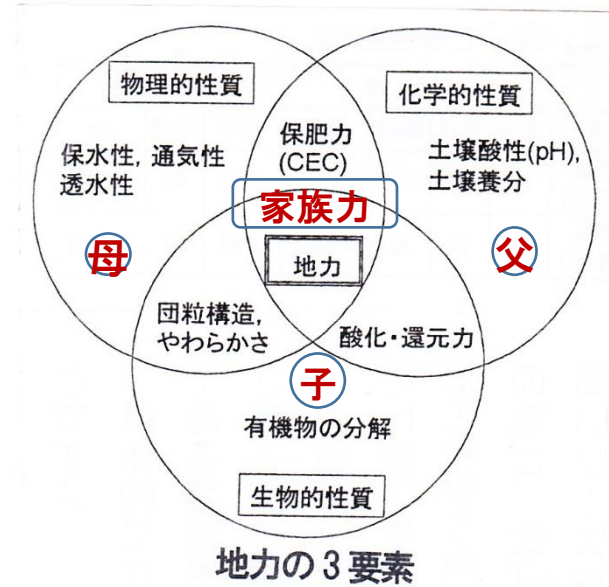 物理的性質
化学的性質
保水性，通気性
透水性
保肥力
(CEC)
土壌酸性(pH),
土壌養分
家族力
母
父
地力
団粒構造,
やわらかさ
酸化・還元力
子
有機物の分解
生物的性質
地力の3要素